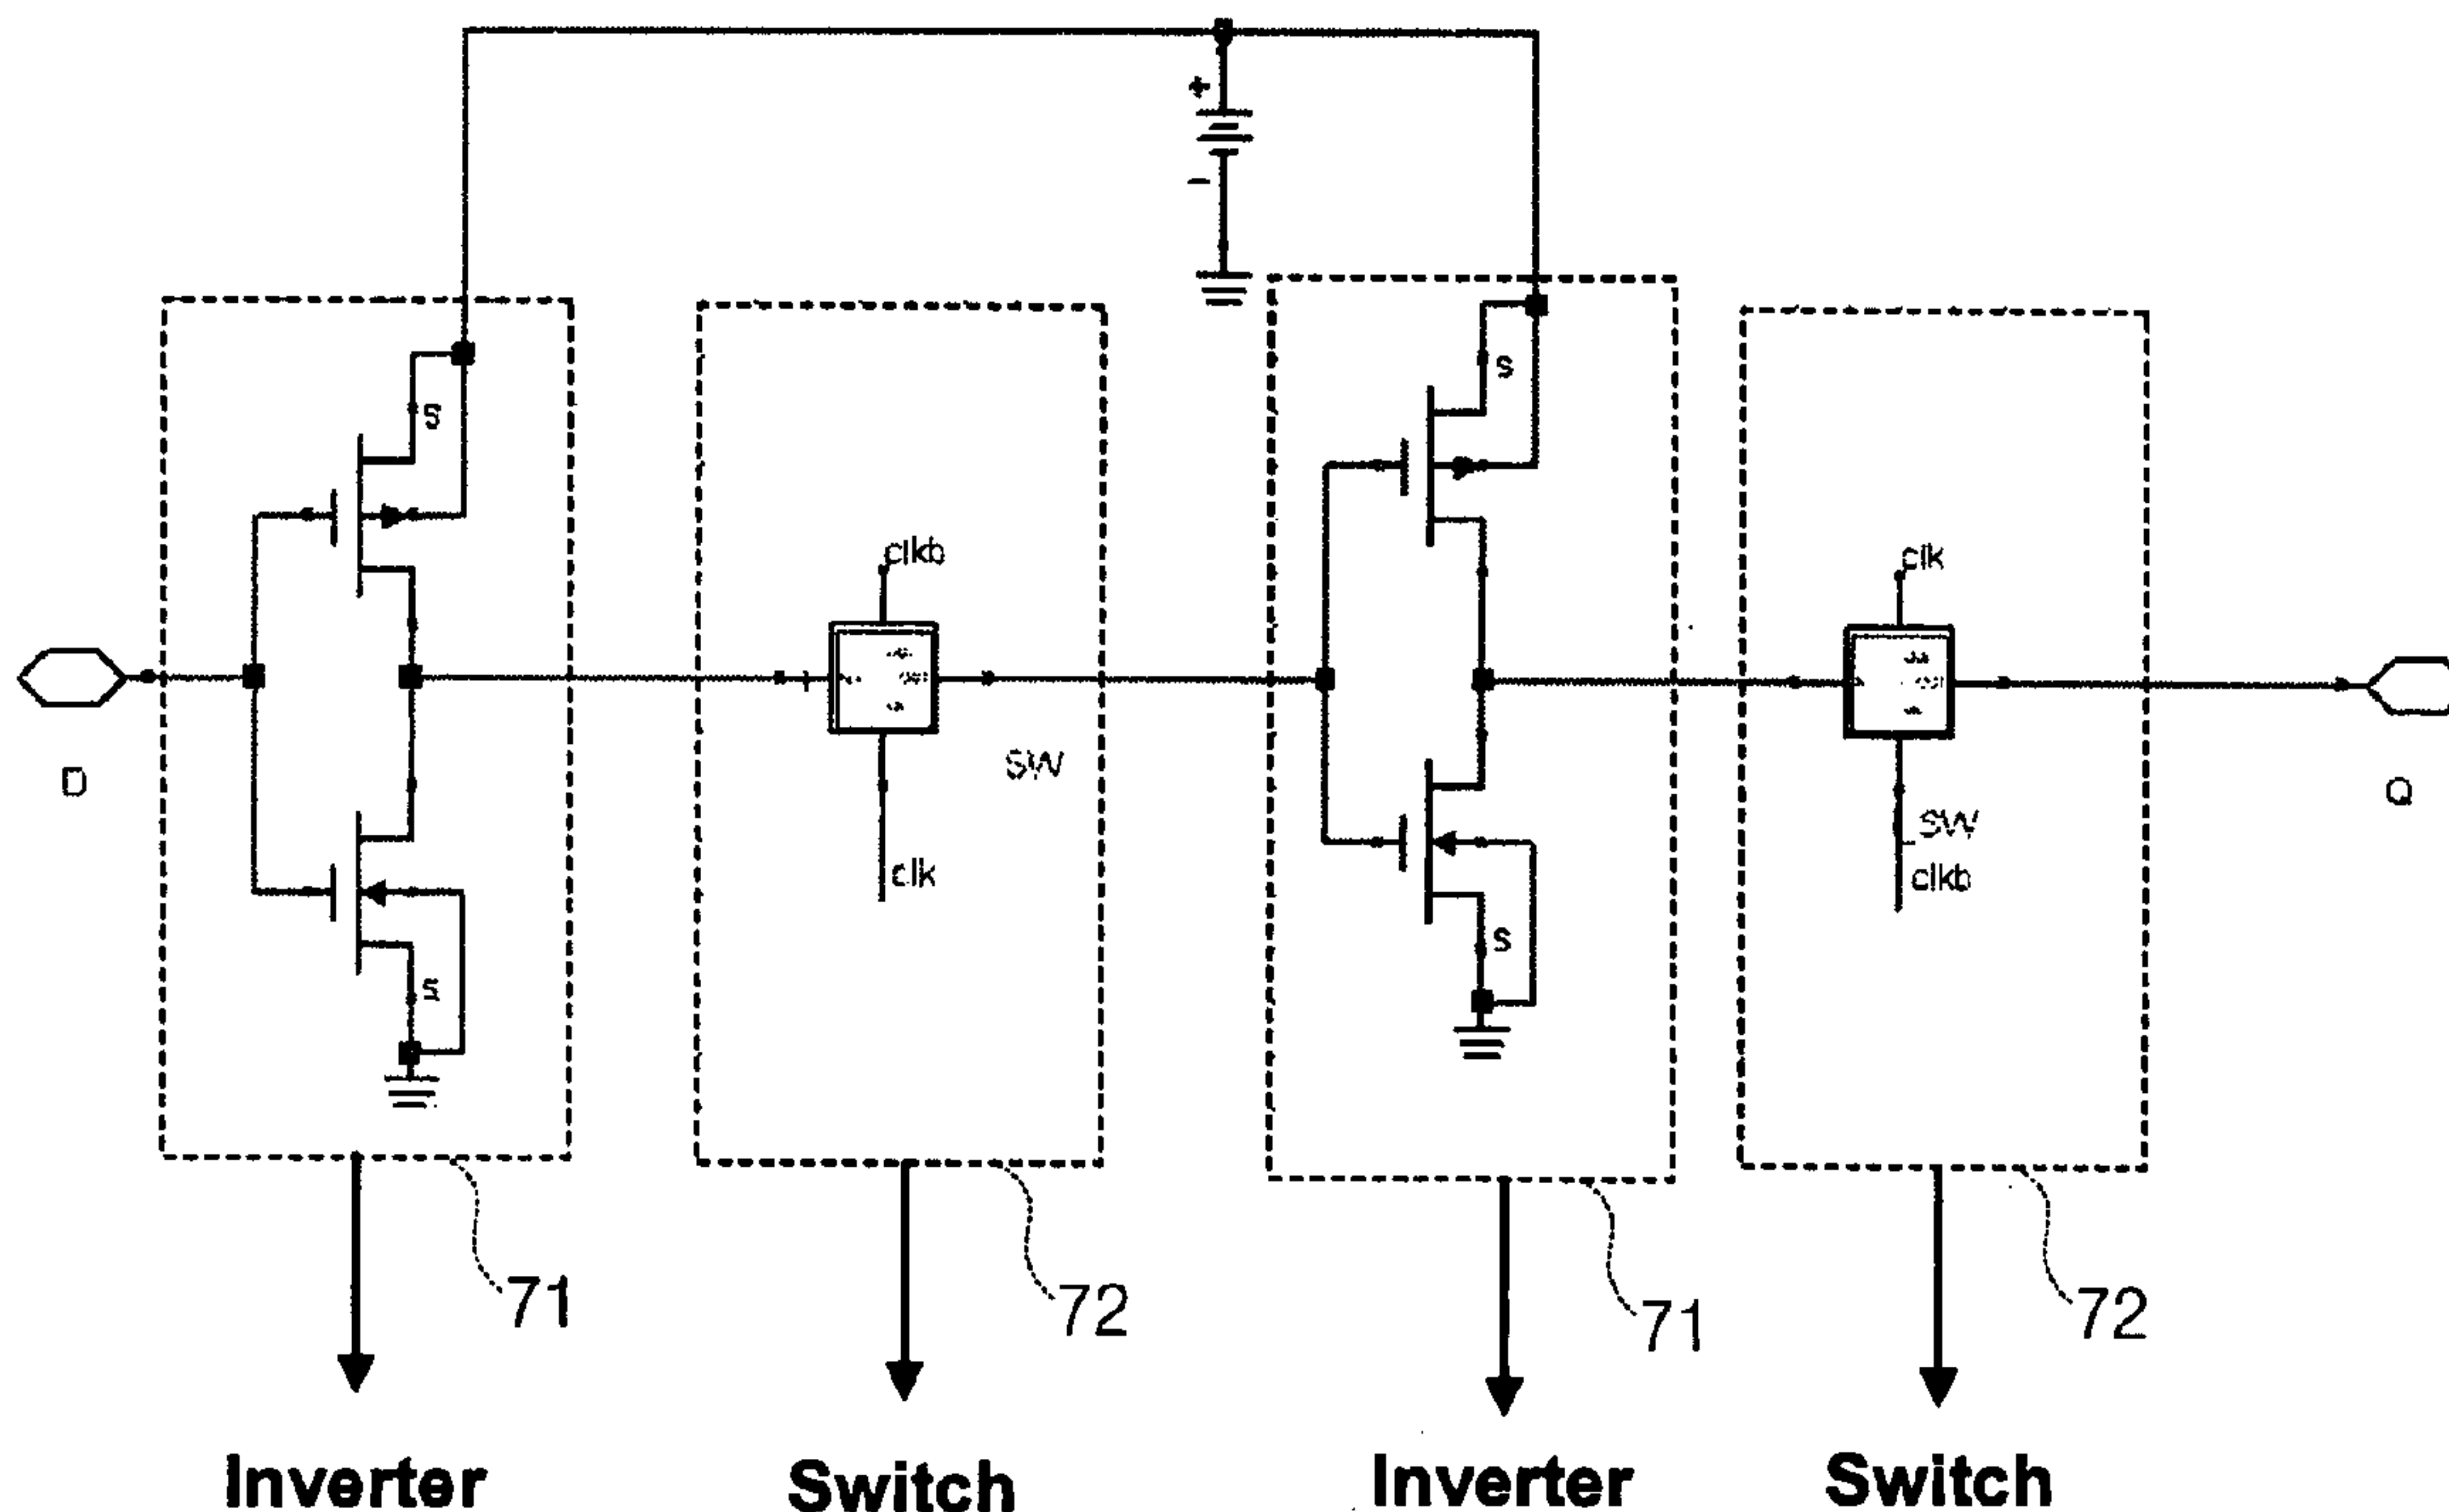 +
−
S
S
clkb
clk
D
SW
Q
clk
SW
clkb
S
S
71
72
71
72
Inverter
Switch
Inverter
Switch